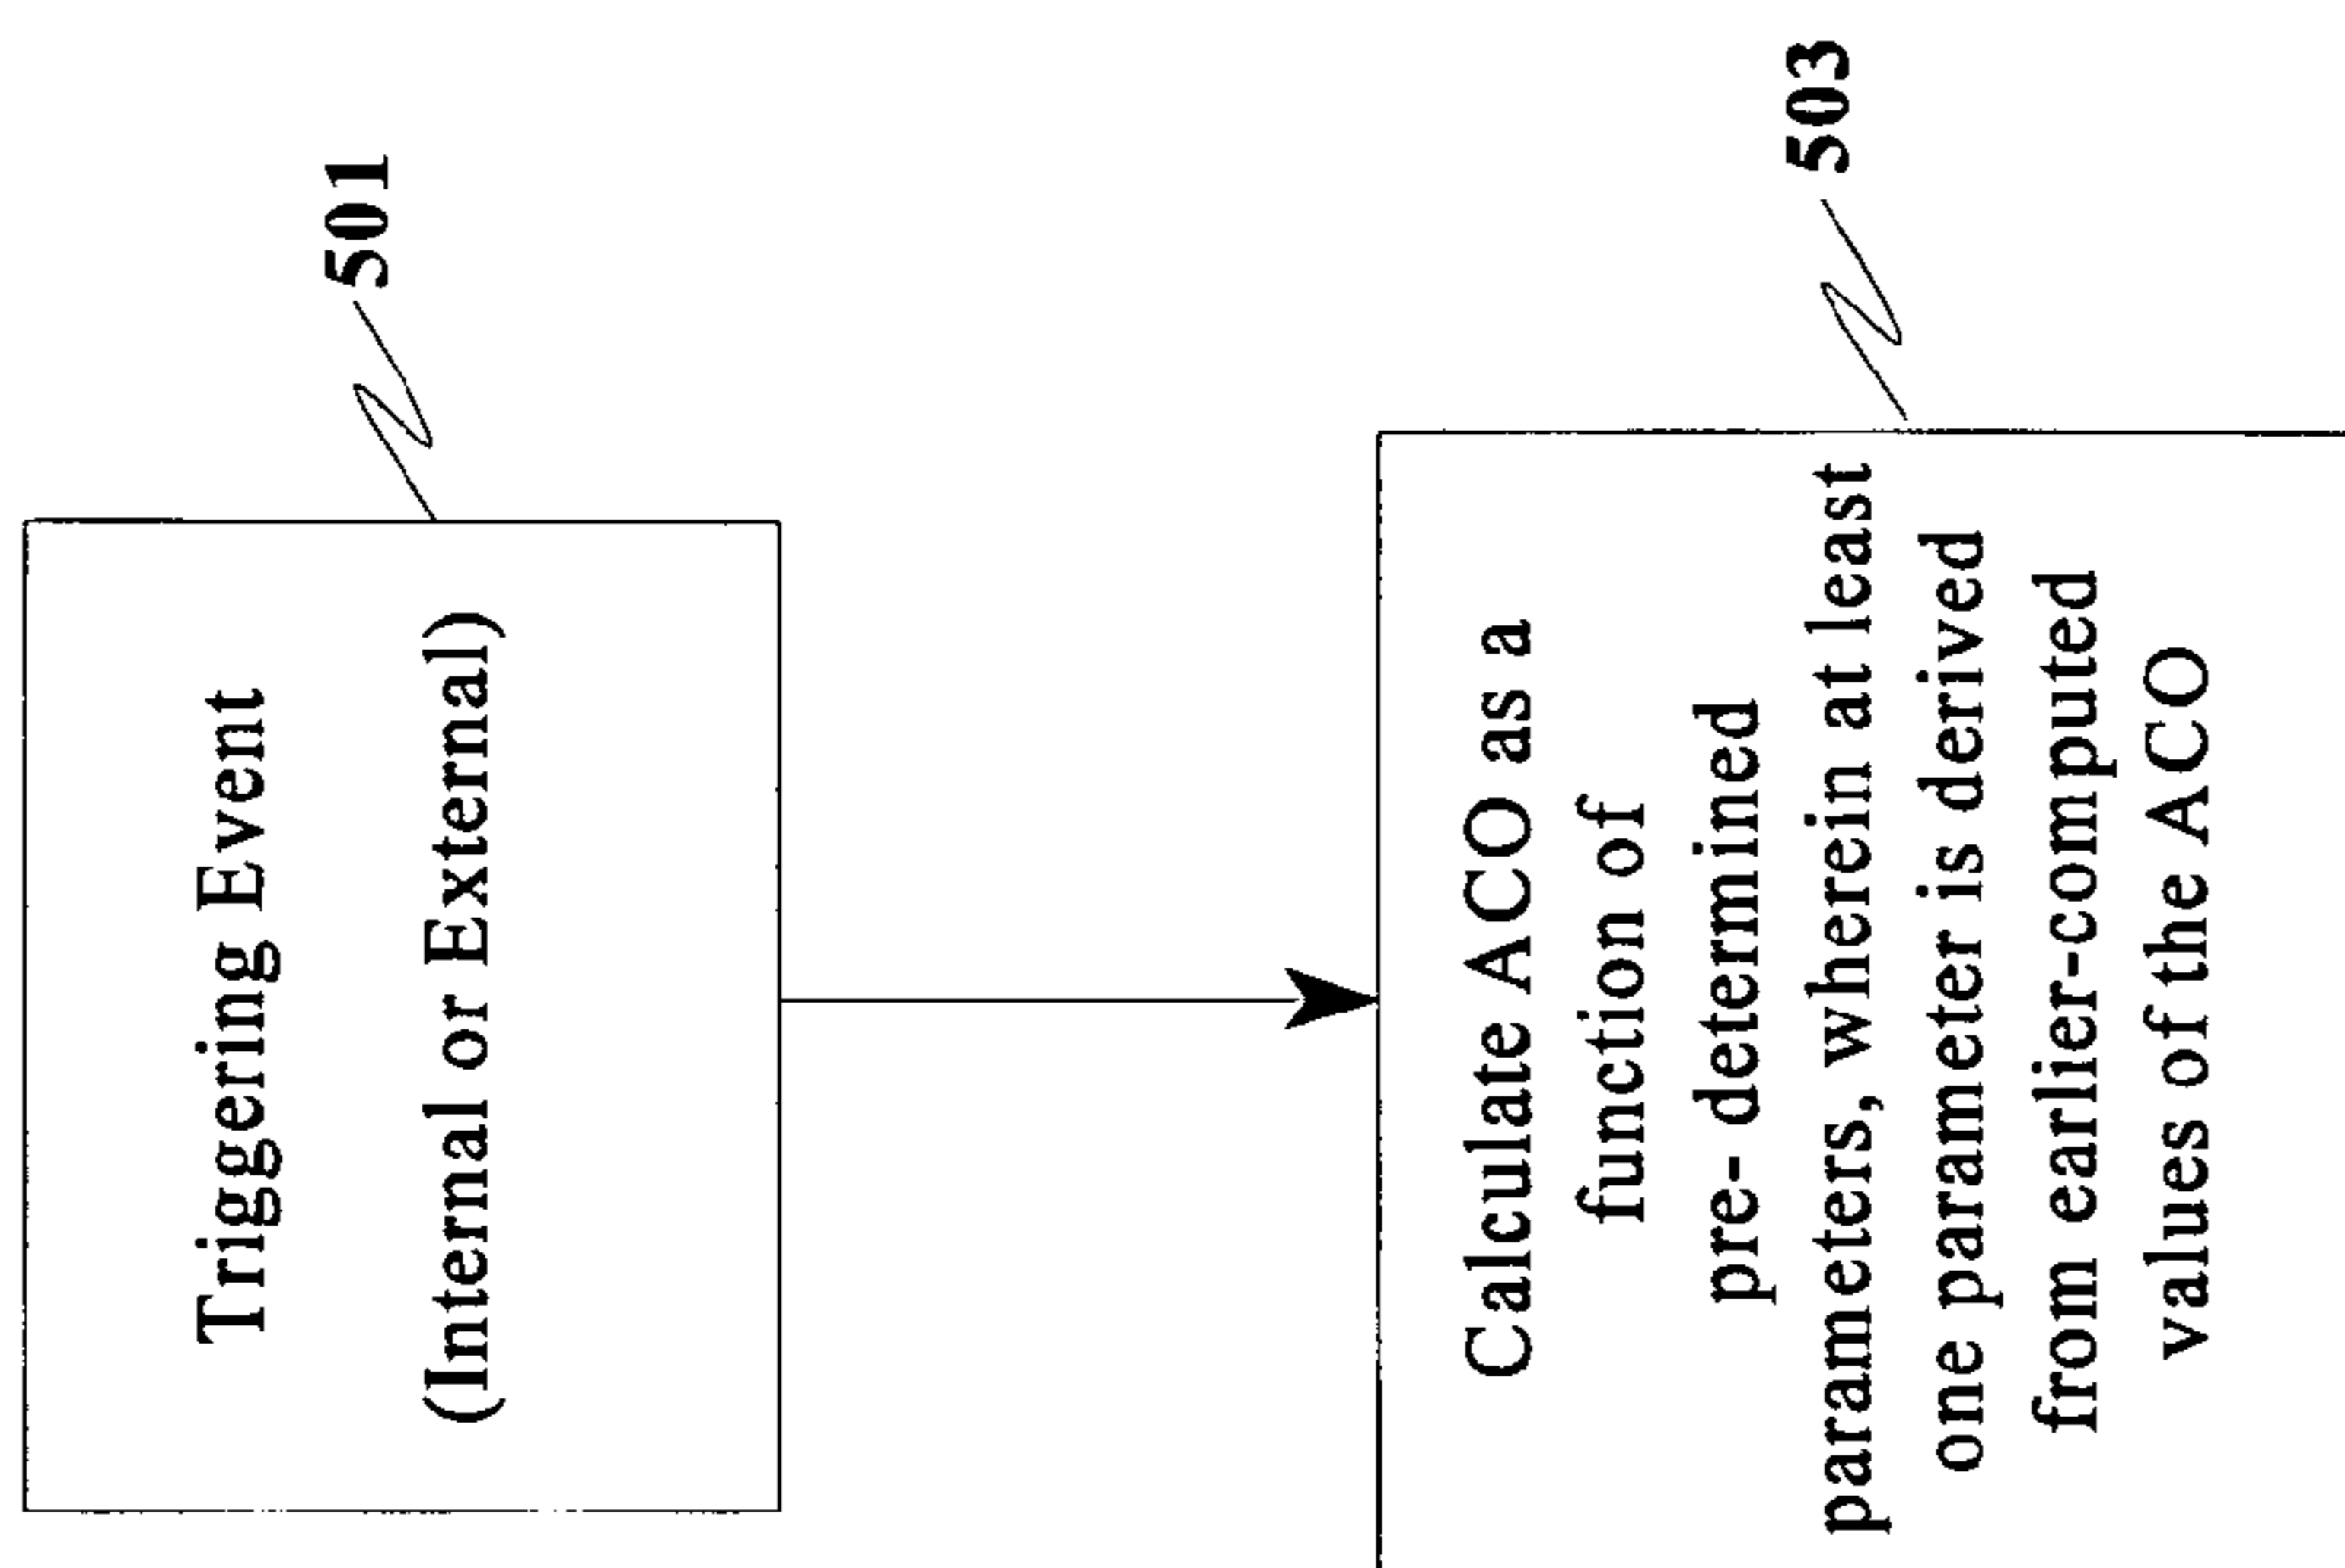 Triggering Event
(Internal or External)
501
Calculate ACO as a
function of
pre- determined
parameters, wherein at least
one parameter is derived
from earlier-computed
values of the ACO
503